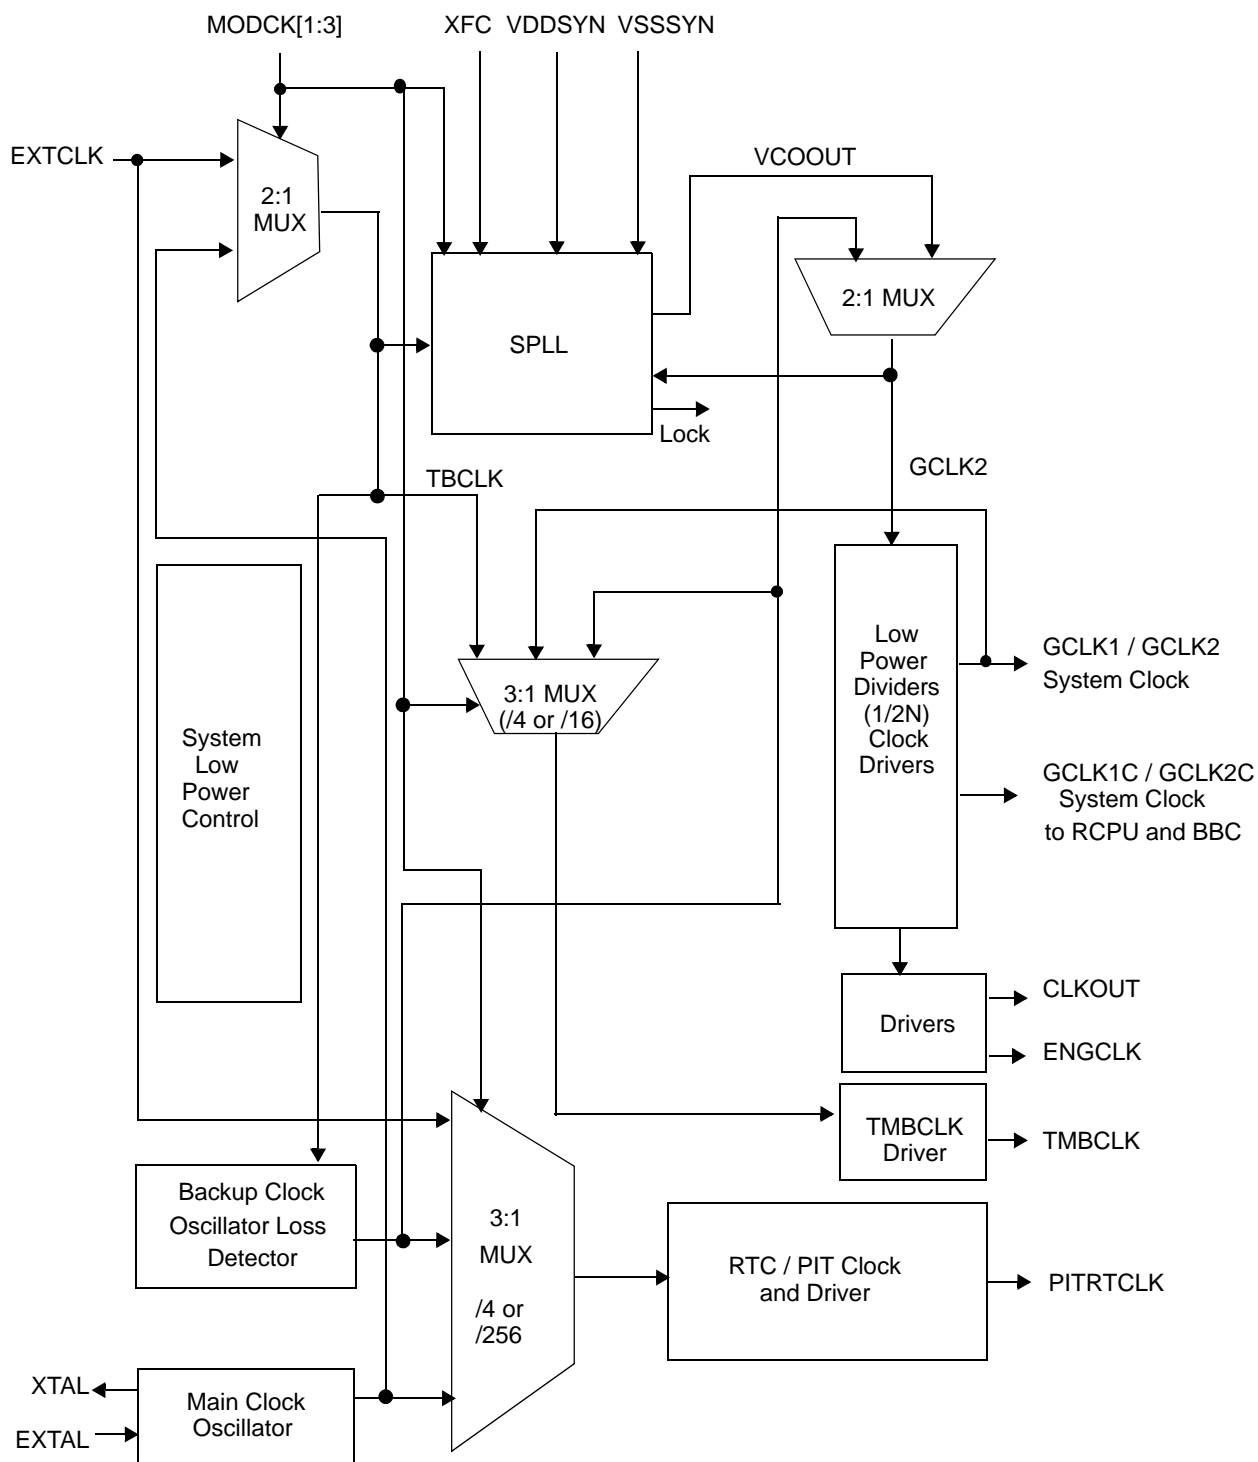 MODCK[1:3]
XFC VDDSYN VSSSYN
EXTCLK
2:1
MUX
VCOOUT
2:1 MUX
SPLL
Lock
GCLK2
TBCLK
System
Low
Power
Control
3:1 MUX
(/4 or /16)
Low
Power
Dividers
(1/2N)
Clock
Drivers
GCLK1 / GCLK2
System Clock
GCLK1C / GCLK2C
System Clock
to RCPU and BBC
Drivers
CLKOUT
ENGCLK
TMBCLK
Driver
TMBCLK
Backup Clock
Oscillator Loss
Detector
3:1
MUX
/4 or
/256
RTC / PIT Clock
and Driver
PITRTCLK
XTAL
EXTAL
Main Clock
Oscillator